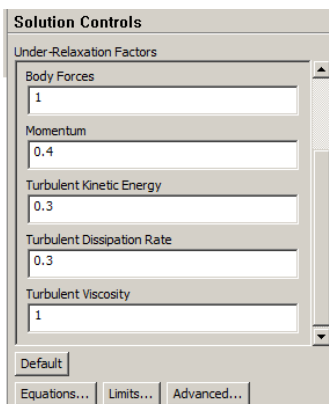 Solution Controls
Under-Relaxation Factors
Body Forces
1
Momentum
0.4
Turbulent Kinetic Energy
0.3
Turbulent Dissipation Rate
0.3
Turbulent Viscosity
1
Default
Equations... Limits... Advanced...